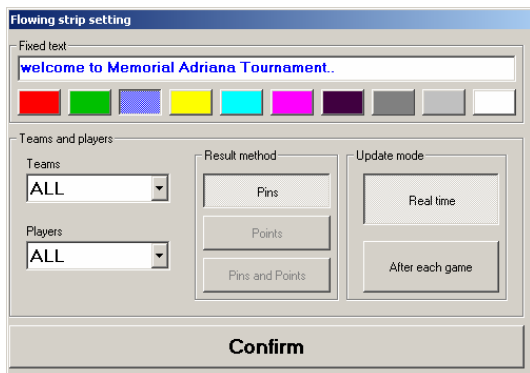 Flowing strip setting
Fixed text
welcome to Memorial Adriana Tournament..
Teams and players
Teams
ALL
Players
ALL
Result method
Pins
Points
Pins and Points
Update mode
Real time
After each game
Confirm